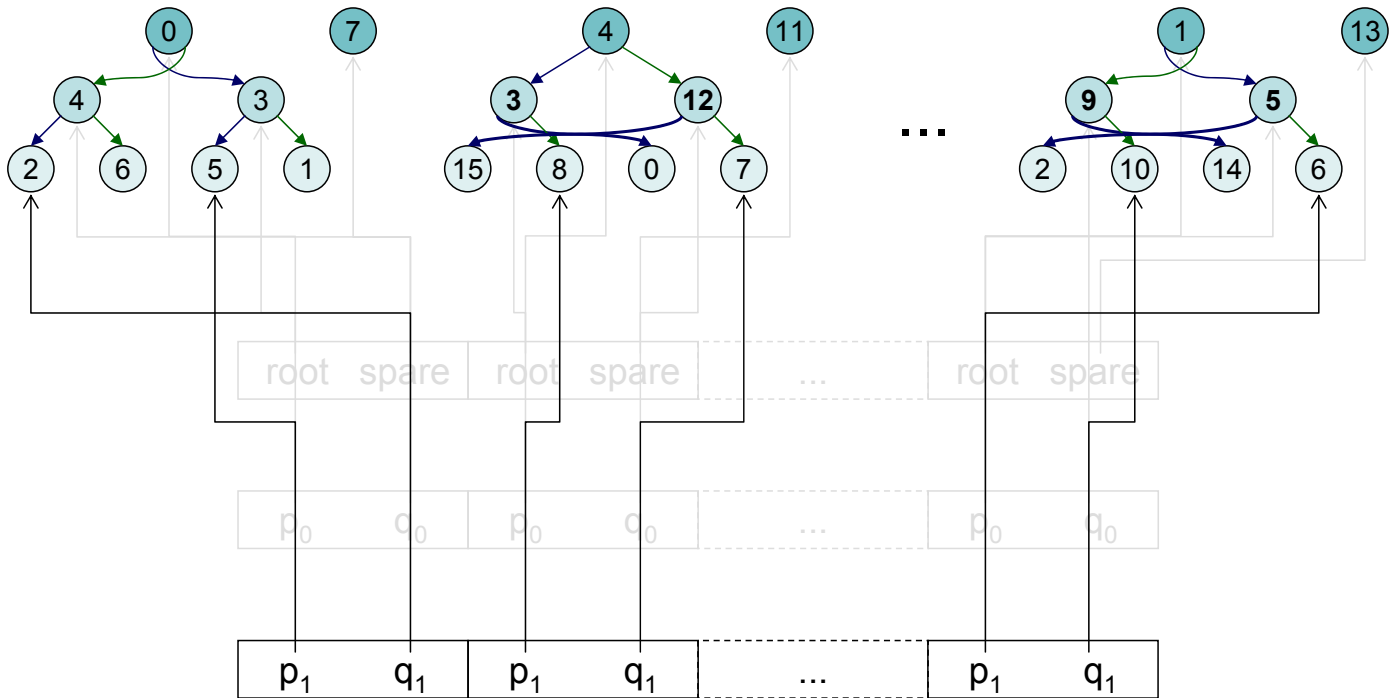 0 7 4 11 1 13
4 3 3 12 9 5
...
2 6 5 1 15 8 0 7 2 10 14 6
root spare root spare ... root spare
p₀ q₀ p₀ q₀ ... p₀ q₀
p₁ q₁ p₁ q₁ ... p₁ q₁